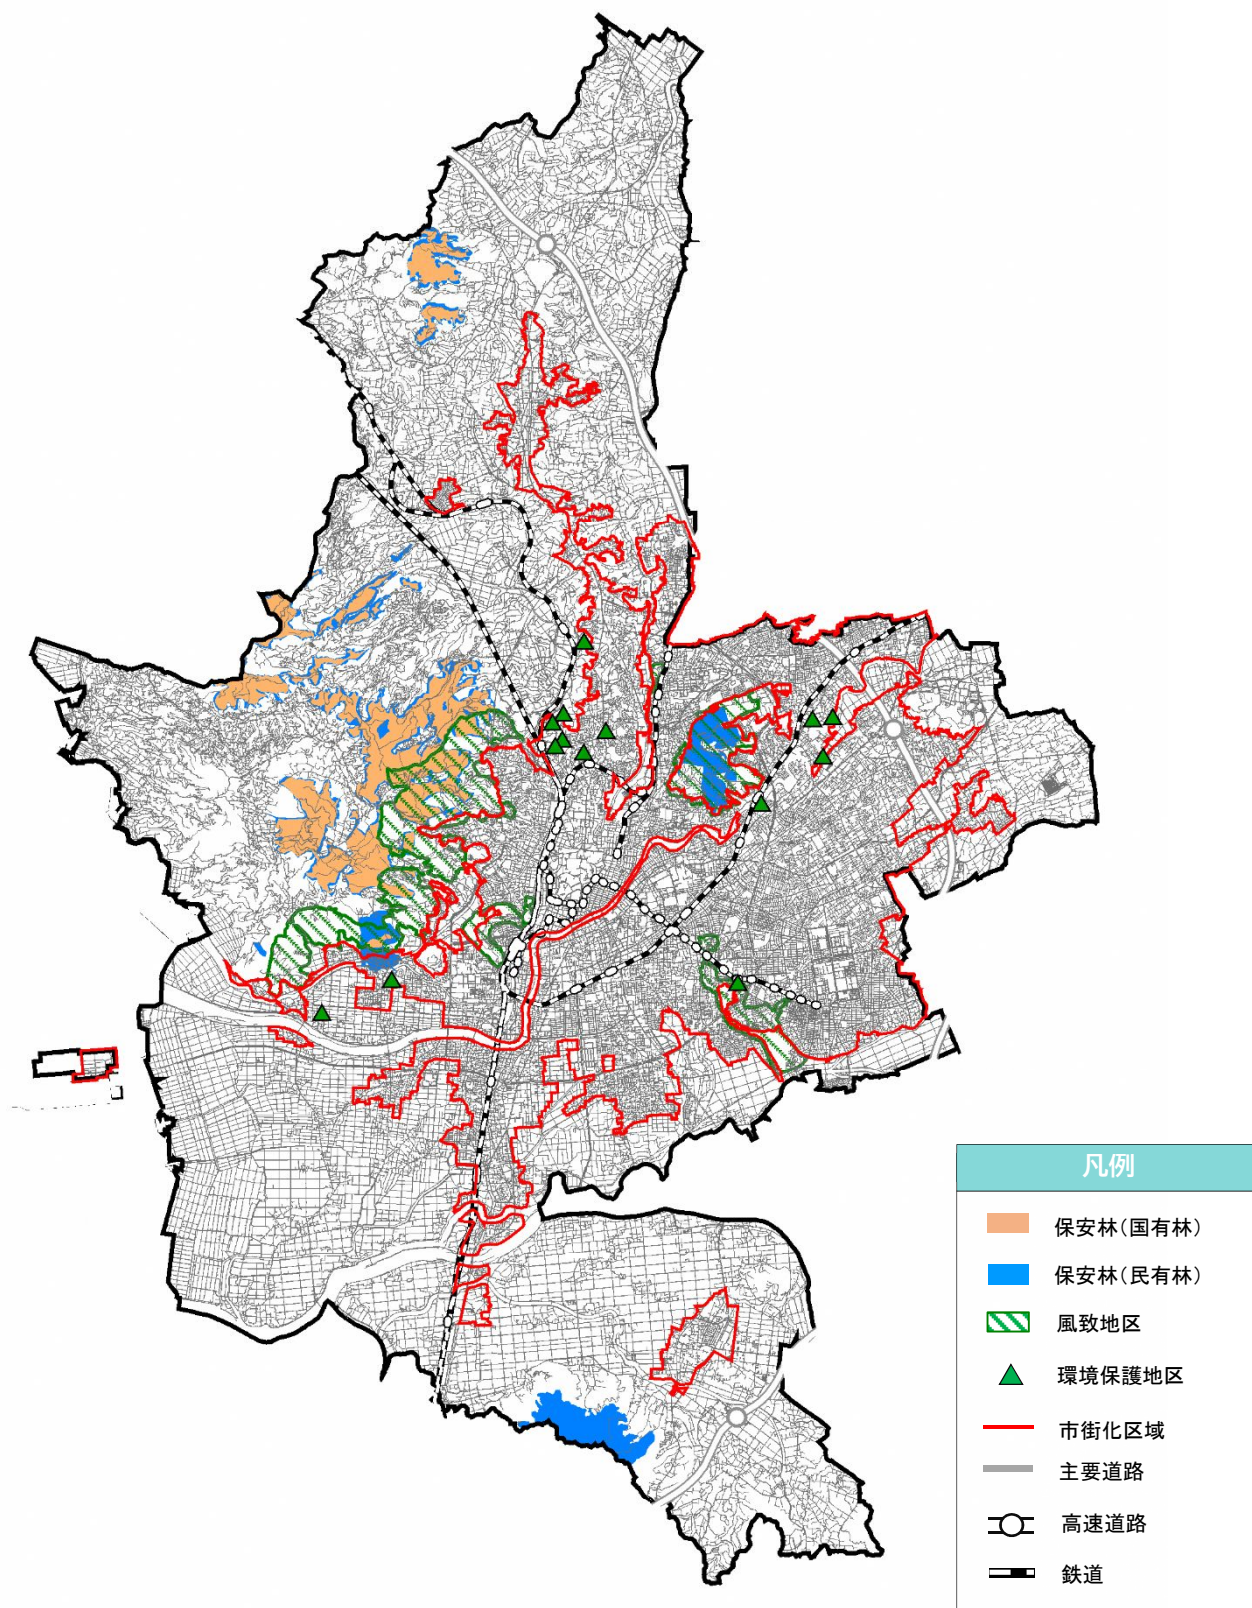 凡例
保安林(国有林)
保安林(民有林)
風致地区
環境保護地区
市街化区域
主要道路
高速道路
鉄道